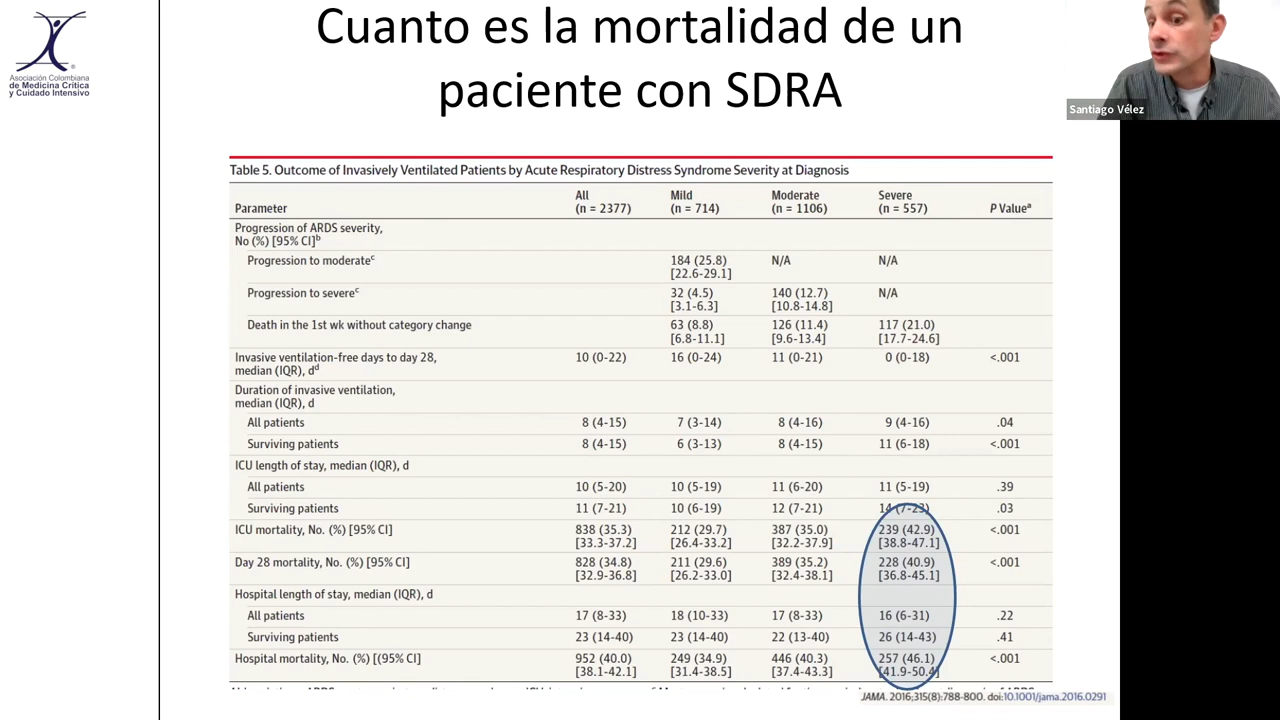 Asociación Colombiana
de Medicina Crítica
y Cuidado Intensivo
Cuanto es la mortalidad de un
paciente con SDRA
Santiago Vélez
Table 5. Outcome of Invasively Ventilated Patients by Acute Respiratory Distress Syndrome Severity at Diagnosis
Parameter All (n = 2377) Mild (n = 714) Moderate (n = 1106) Severe (n = 557) P Valueᵃ
Progression of ARDS severity,
No (%) [95% CI]ᵇ
Progression to moderateᶜ 184 (25.8) N/A N/A
[22.6-29.1]
Progression to severeᶜ 32 (4.5) 140 (12.7) N/A
[3.1-6.3] [10.8-14.8]
Death in the 1st wk without category change 63 (8.8) 126 (11.4) 117 (21.0)
[6.8-11.1] [9.6-13.4] [17.7-24.6]
Invasive ventilation-free days to day 28, 10 (0-22) 16 (0-24) 11 (0-21) 0 (0-18) <.001
median (IQR), dᵈ
Duration of invasive ventilation,
median (IQR), d
All patients 8 (4-15) 7 (3-14) 8 (4-16) 9 (4-16) .04
Surviving patients 8 (4-15) 6 (3-13) 8 (4-15) 11 (6-18) <.001
ICU length of stay, median (IQR), d
All patients 10 (5-20) 10 (5-19) 11 (6-20) 11 (5-19) .39
Surviving patients 11 (7-21) 10 (6-19) 12 (7-21) 14 (7-23) .03
ICU mortality, No. (%) [95% CI] 838 (35.3) 212 (29.7) 387 (35.0) 239 (42.9) <.001
[33.3-37.2] [26.4-33.2] [32.2-37.9] [38.8-47.1]
Day 28 mortality, No. (%) [95% CI] 828 (34.8) 211 (29.6) 389 (35.2) 228 (40.9) <.001
[32.9-36.8] [26.2-33.0] [32.4-38.1] [36.8-45.1]
Hospital length of stay, median (IQR), d
All patients 17 (8-33) 18 (10-33) 17 (8-33) 16 (6-31) .22
Surviving patients 23 (14-40) 23 (14-40) 22 (13-40) 26 (14-43) .41
Hospital mortality, No. (%) [(95% CI] 952 (40.0) 249 (34.9) 446 (40.3) 257 (46.1) <.001
[38.1-42.1] [31.4-38.5] [37.4-43.3] [41.9-50.4]
JAMA. 2016;315(8):788-800. doi:10.1001/jama.2016.0291